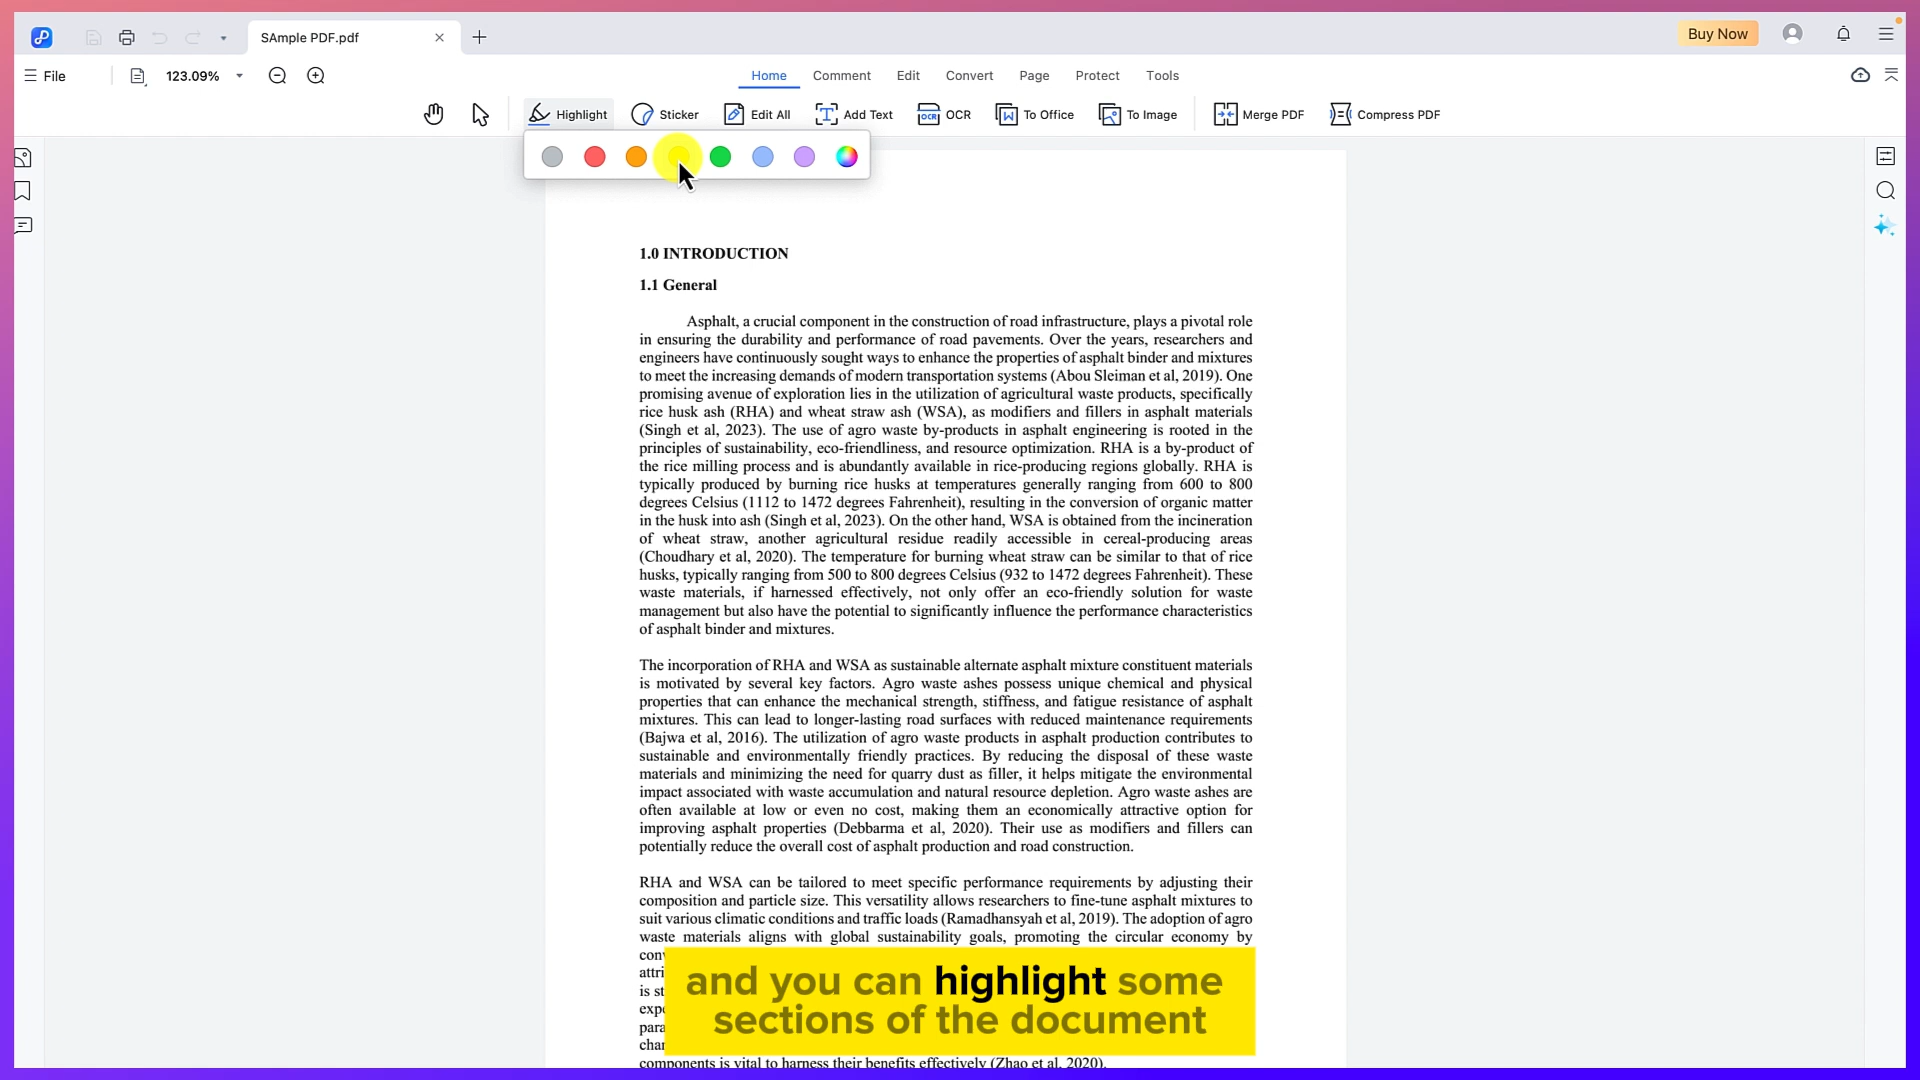 SAmple PDF.pdf
Buy Now
File
123.09%
Home
Comment
Edit
Convert
Page
Protect
Tools
Highlight
Sticker
Edit All
Add Text
OCR
To Office
To Image
Merge PDF
Compress PDF
1.0 INTRODUCTION
1.1 General
Asphalt, a crucial component in the construction of road infrastructure, plays a pivotal role
in ensuring the durability and performance of road pavements. Over the years, researchers and
engineers have continuously sought ways to enhance the properties of asphalt binder and mixtures
to meet the increasing demands of modern transportation systems (Abou Sleiman et al, 2019). One
promising avenue of exploration lies in the utilization of agricultural waste products, specifically
rice husk ash (RHA) and wheat straw ash (WSA), as modifiers and fillers in asphalt materials
(Singh et al, 2023). The use of agro waste by-products in asphalt engineering is rooted in the
principles of sustainability, eco-friendliness, and resource optimization. RHA is a by-product of
the rice milling process and is abundantly available in rice-producing regions globally. RHA is
typically produced by burning rice husks at temperatures generally ranging from 600 to 800
degrees Celsius (1112 to 1472 degrees Fahrenheit), resulting in the conversion of organic matter
in the husk into ash (Singh et al, 2023). On the other hand, WSA is obtained from the incineration
of wheat straw, another agricultural residue readily accessible in cereal-producing areas
(Choudhary et al, 2020). The temperature for burning wheat straw can be similar to that of rice
husks, typically ranging from 500 to 800 degrees Celsius (932 to 1472 degrees Fahrenheit). These
waste materials, if harnessed effectively, not only offer an eco-friendly solution for waste
management but also have the potential to significantly influence the performance characteristics
of asphalt binder and mixtures.
The incorporation of RHA and WSA as sustainable alternate asphalt mixture constituent materials
is motivated by several key factors. Agro waste ashes possess unique chemical and physical
properties that can enhance the mechanical strength, stiffness, and fatigue resistance of asphalt
mixtures. This can lead to longer-lasting road surfaces with reduced maintenance requirements
(Bajwa et al, 2016). The utilization of agro waste products in asphalt production contributes to
sustainable and environmentally friendly practices. By reducing the disposal of these waste
materials and minimizing the need for quarry dust as filler, it helps mitigate the environmental
impact associated with waste accumulation and natural resource depletion. Agro waste ashes are
often available at low or even no cost, making them an economically attractive option for
improving asphalt properties (Debbarma et al, 2020). Their use as modifiers and fillers can
potentially reduce the overall cost of asphalt production and road construction.
RHA and WSA can be tailored to meet specific performance requirements by adjusting their
composition and particle size. This versatility allows researchers to fine-tune asphalt mixtures to
suit various climatic conditions and traffic loads (Ramadhansyah et al, 2019). The adoption of agro
waste materials aligns with global sustainability goals, promoting the circular economy by
and you can highlight some
sections of the document
components is vital to harness their benefits effectively (Zhao et al, 2020).